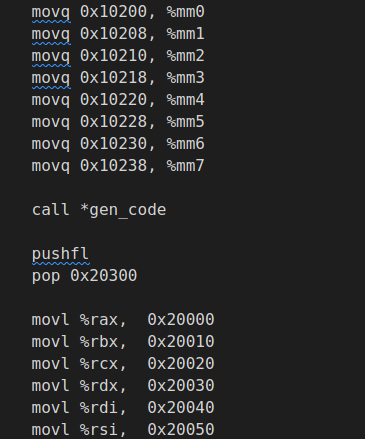 movq 0x10200, %mm0
movq 0x10208, %mm1
movq 0x10210, %mm2
movq 0x10218, %mm3
movq 0x10220, %mm4
movq 0x10228, %mm5
movq 0x10230, %mm6
movq 0x10238, %mm7
call *gen_code
pushfl
pop 0x20300
movl %rax,  0x20000
movl %rbx,  0x20010
movl %rcx,  0x20020
movl %rdx,  0x20030
movl %rdi,  0x20040
movl %rsi,  0x20050